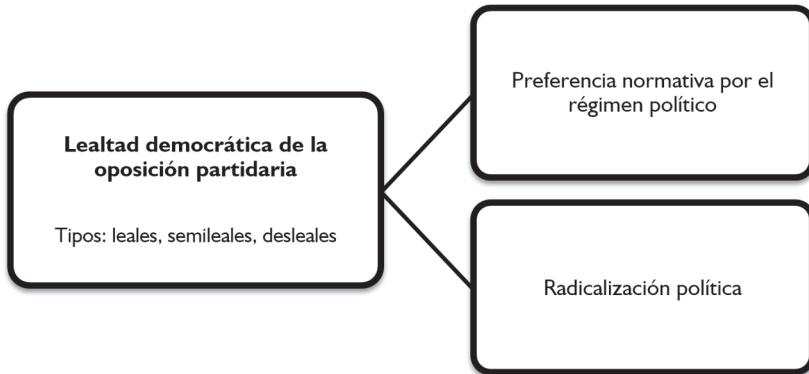 Lealtad democrática de la
oposición partidaria
Tipos: leales, semileales, desleales
Preferencia normativa por el
régimen político
Radicalización política